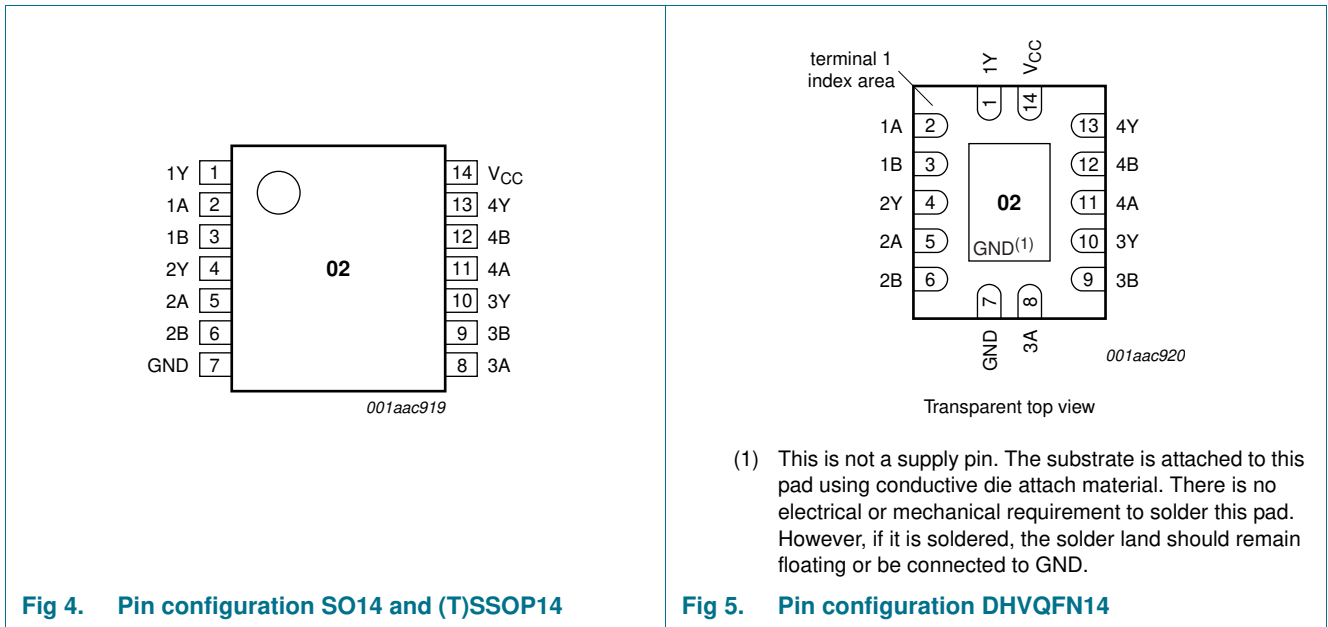 1Y 1
1A 2
1B 3
2Y 4
2A 5
2B 6
GND 7
02
14 VCC
13 4Y
12 4B
11 4A
10 3Y
9 3B
8 3A
001aac919
Fig 4. Pin configuration SO14 and (T)SSOP14
terminal 1
index area
1Y
VCC
1
14
1A 2
1B 3
2Y 4
2A 5
2B 6
02
GND(1)
13 4Y
12 4B
11 4A
10 3Y
9 3B
7
8
GND
3A
001aac920
Transparent top view
(1) This is not a supply pin. The substrate is attached to this
pad using conductive die attach material. There is no
electrical or mechanical requirement to solder this pad.
However, if it is soldered, the solder land should remain
floating or be connected to GND.
Fig 5. Pin configuration DHVQFN14